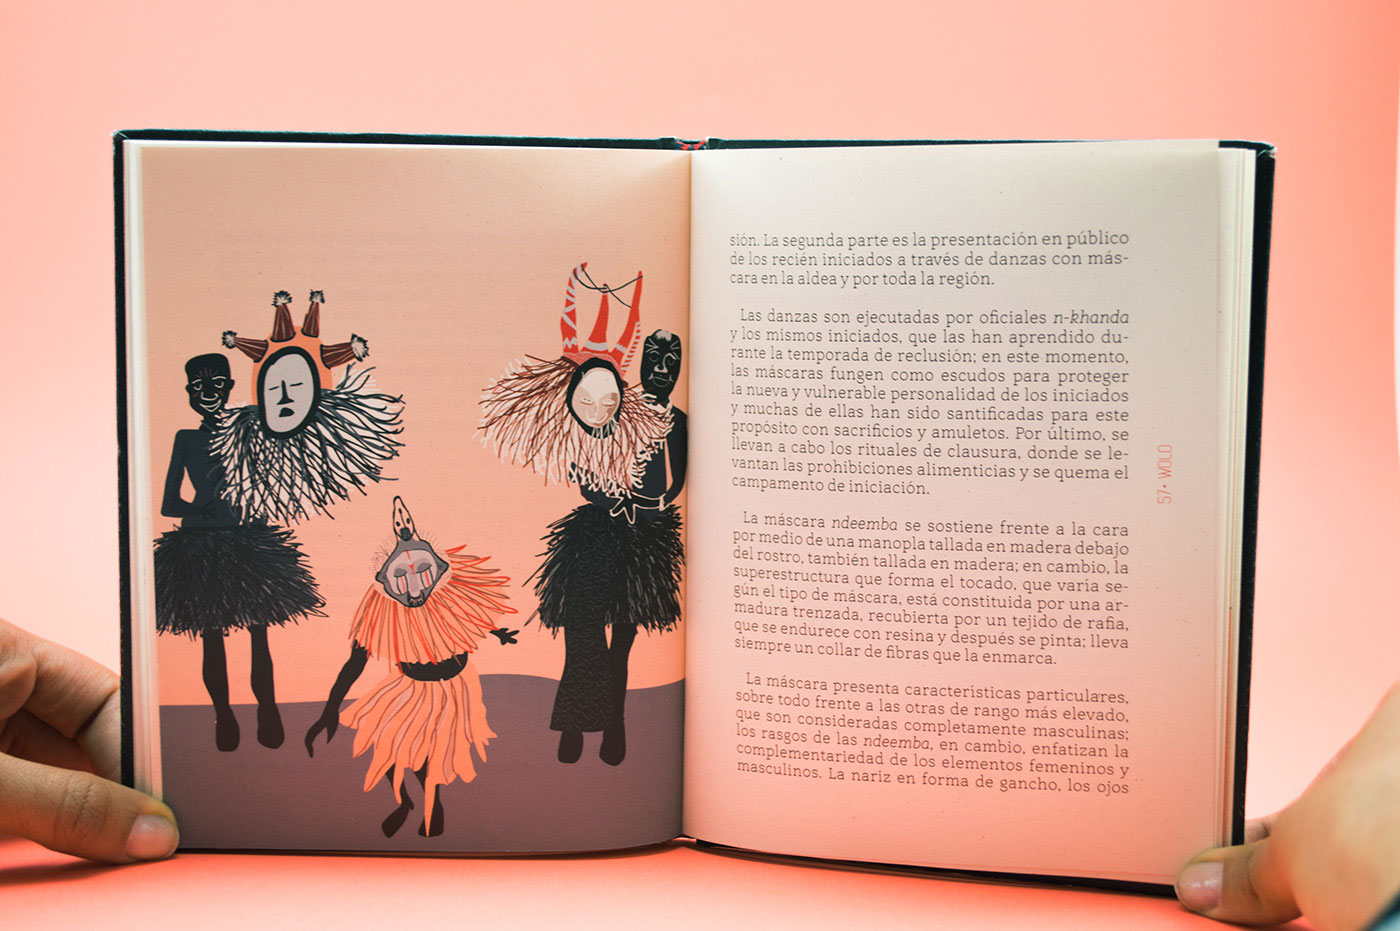 sión. La segunda parte es la presentación en público
de los recién iniciados a través de danzas con más-
cara en la aldea y por toda la región.
Las danzas son ejecutadas por oficiales n-khanda
y los mismos iniciados, que las han aprendido du-
rante la temporada de reclusión; en este momento,
las máscaras fungen como escudos para proteger
la nueva y vulnerable personalidad de los iniciados
y muchas de ellas han sido santificadas para este
propósito con sacrificios y amuletos. Por último, se
llevan a cabo los rituales de clausura, donde se le-
vantan las prohibiciones alimenticias y se quema el
campamento de iniciación.
La máscara ndeemba se sostiene frente a la cara
por medio de una manopla tallada en madera debajo
del rostro, también tallada en madera; en cambio, la
superestructura que forma el tocado, que varía se-
gún el tipo de máscara, está constituida por una ar-
madura trenzada, recubierta por un tejido de rafia,
que se endurece con resina y después se pinta; lleva
siempre un collar de fibras que la enmarca.
La máscara presenta características particulares,
sobre todo frente a las otras de rango más elevado,
que son consideradas completamente masculinas;
los rasgos de las ndeemba, en cambio, enfatizan la
complementariedad de los elementos femeninos y
masculinos. La nariz en forma de gancho, los ojos
57• WOLO